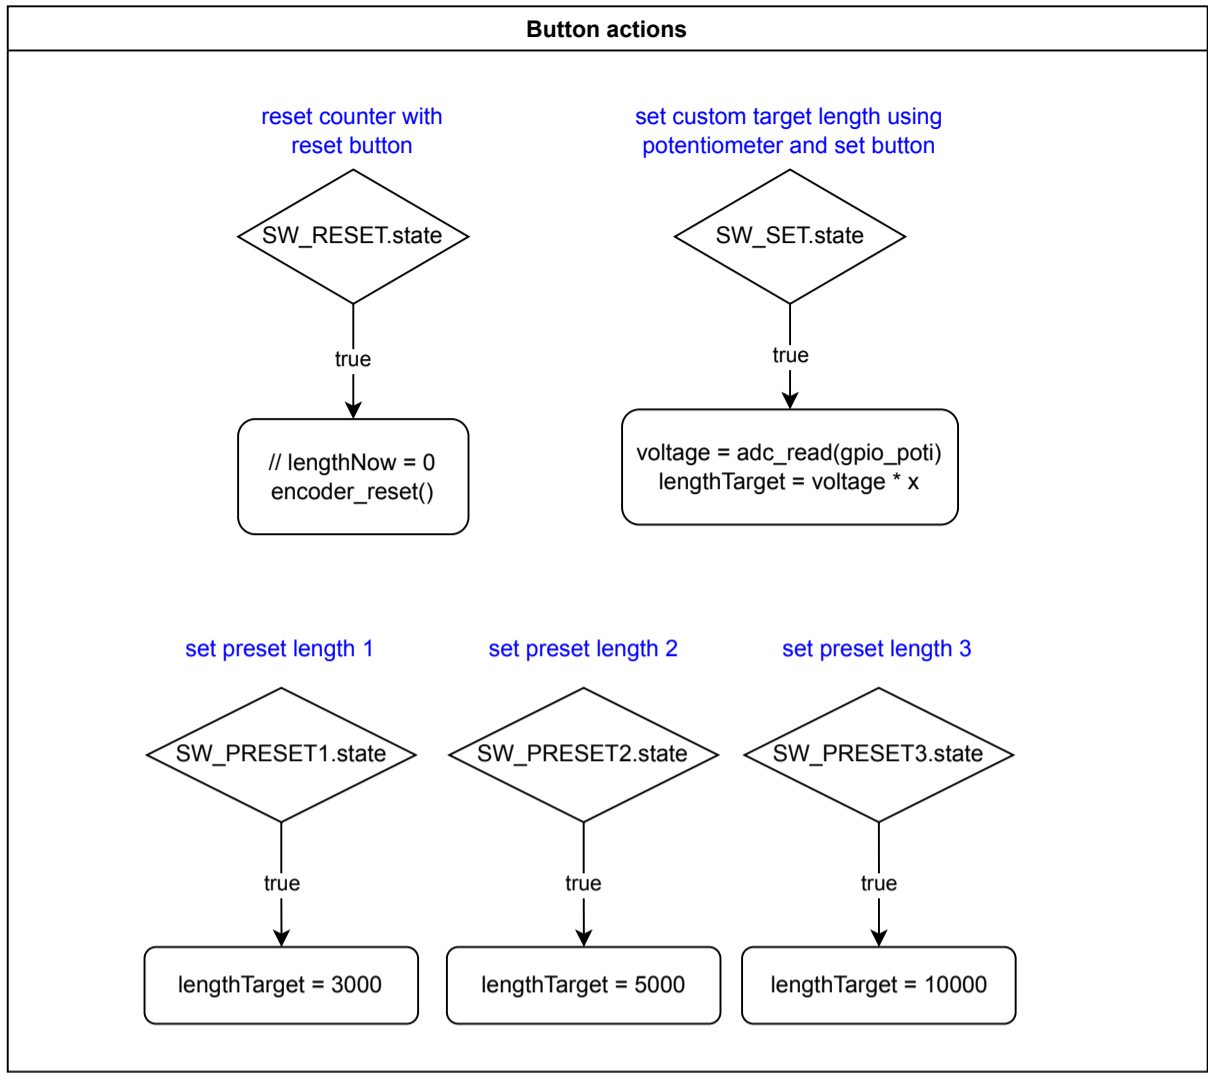 Button actions
reset counter with
reset button
SW_RESET.state
true
// lengthNow = 0
encoder_reset()
set custom target length using
potentiometer and set button
SW_SET.state
true
voltage = adc_read(gpio_poti)
lengthTarget = voltage * x
set preset length 1
SW_PRESET1.state
true
lengthTarget = 3000
set preset length 2
SW_PRESET2.state
true
lengthTarget = 5000
set preset length 3
SW_PRESET3.state
true
lengthTarget = 10000